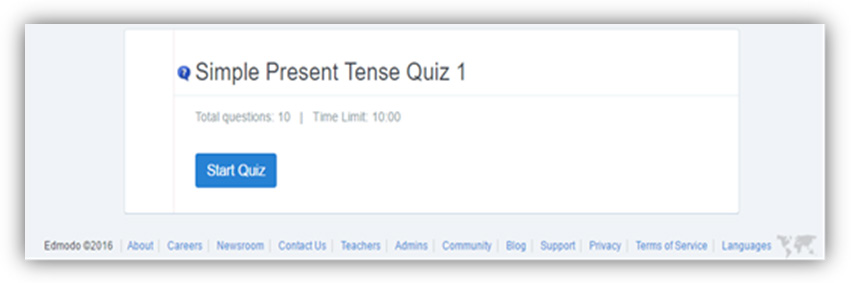 Simple Present Tense Quiz 1
Total questions: 10 | Time Limit: 10:00
Start Quiz
Edmodo ©2016 | About | Careers | Newsroom | Contact Us | Teachers | Admins | Community | Blog | Support | Privacy | Terms of Service | Languages